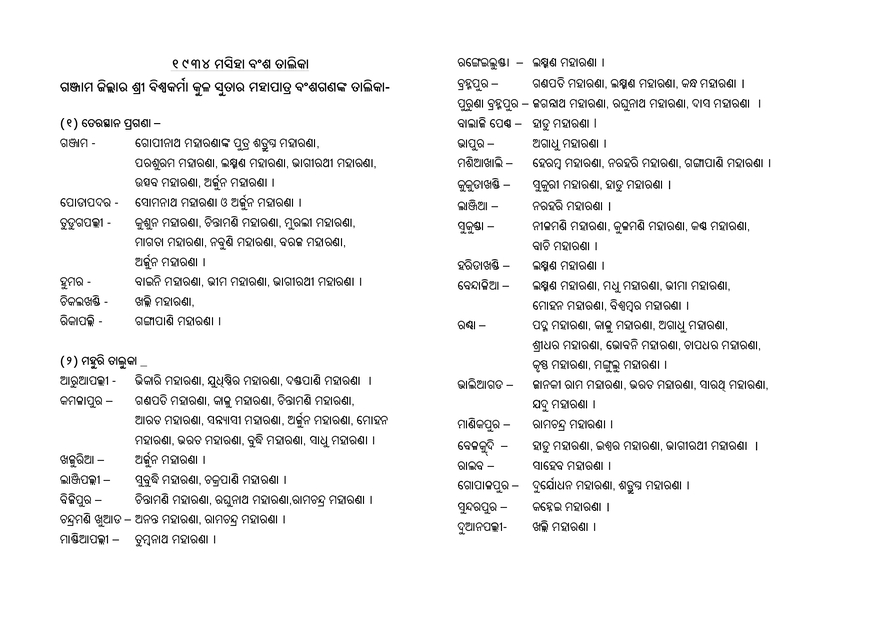 ୧୯୩୪ ମସିହା ବଂଶ ତାଲିକା
ଗଞ୍ଜାମ ଜିଲ୍ଲାର ଶ୍ରୀ ବିଶ୍ୱକର୍ମା କୁଳ ସୁତାର ମହାପାତ୍ର ବଂଶଗଣଙ୍କ ତାଲିକା-
(୧) ତେରସ୍ଥାନ ପ୍ରଗଣା –
ଗଞ୍ଜାମ - ଗୋପୀନାଥ ମହାରଣାଙ୍କ ପୁତ୍ର ଶତ୍ରୁଘ୍ନ ମହାରଣା,
ପରଶୁରାମ ମହାରଣା, ଲକ୍ଷ୍ମଣ ମହାରଣା, ଭାଗୀରଥୀ ମହାରଣା,
ଉଦ୍ଧବ ମହାରଣା, ଅର୍ଜୁନ ମହାରଣା ।
ପୋଡାପଦର - ସୋମନାଥ ମହାରଣା ଓ ଅର୍ଜୁନ ମହାରଣା ।
ଡୁଡୁଗପଲ୍ଲୀ - କୁଶୁନ ମହାରଣା, ଚିନ୍ତାମଣି ମହାରଣା, ମୁରଲୀ ମହାରଣା,
ମାଗତା ମହାରଣା, ନବୁଣି ମହାରଣା, ବରଜ ମହାରଣା,
ଅର୍ଜୁନ ମହାରଣା ।
ହୁମର - ବାଇନି ମହାରଣା, ଭୀମ ମହାରଣା, ଭାଗୀରଥୀ ମହାରଣା ।
ଚିକଲଖଣ୍ଡି - ଖଲ୍ଲି ମହାରଣା,
ରିକାପଲ୍ଲି - ଗଙ୍ଗୀପାଣି ମହାରଣା ।
(୨) ମହୁରି ତାଲୁକା _
ଆରୁଆପଲ୍ଲୀ - ଭିକାରି ମହାରଣା, ଯୁଧିଷ୍ଠିର ମହାରଣା, ଦଣ୍ଡପାଣି ମହାରଣା ।
କମଳାପୁର – ଗଣପତି ମହାରଣା, କାଳୁ ମହାରଣା, ଚିନ୍ତାମଣି ମହାରଣା,
ଆରତ ମହାରଣା, ସନ୍ୟାସୀ ମହାରଣା, ଅର୍ଜୁନ ମହାରଣା, ମୋହନ
ମହାରଣା, ଭରତ ମହାରଣା, ବୁଦ୍ଧି ମହାରଣା, ସାଧୁ ମହାରଣା ।
ଖଜୁରିଆ – ଅର୍ଜୁନ ମହାରଣା ।
ଲାଞ୍ଜିପଲ୍ଲୀ – ସୁବୁଦ୍ଧି ମହାରଣା, ଚକ୍ରପାଣି ମହାରଣା ।
ବିଜିପୁର – ଚିନ୍ତାମଣି ମହାରଣା, ରଘୁନାଥ ମହାରଣା,ରାମଚନ୍ଦ୍ର ମହାରଣା ।
ଚନ୍ଦ୍ରମଣି ଖୁଆଡ – ଅନନ୍ତ ମହାରଣା, ରାମଚନ୍ଦ୍ର ମହାରଣା ।
ମାଣ୍ଡିଆପଲ୍ଲୀ – ତୁମ୍ବନାଥ ମହାରଣା ।
ରଙ୍ଗେଇଲୁଣ୍ଡା – ଲକ୍ଷ୍ମଣ ମହାରଣା ।
ବ୍ରହ୍ମପୁର – ଗଣପତି ମହାରଣା, ଲକ୍ଷ୍ମଣ ମହାରଣା, କନ୍ଧ ମହାରଣା ।
ପୁରୁଣା ବ୍ରହ୍ମପୁର – ଜଗନ୍ନାଥ ମହାରଣା, ରଘୁନାଥ ମହାରଣା, ଦାସ ମହାରଣା ।
ବାଲାଜି ପେଣ୍ଠ – ହାଡୁ ମହାରଣା ।
ଭାପୁର – ଅଗାଧୁ ମହାରଣା ।
ମଶିଆଖାଲି – ହେରମ୍ବ ମହାରଣା, ନରହରି ମହାରଣା, ଗଙ୍ଗୀପାଣି ମହାରଣା ।
କୁକୁଡାଖଣ୍ଡି – ସୁକୁରୀ ମହାରଣା, ହାଡୁ ମହାରଣା ।
ଲାଞ୍ଜିଆ – ନରହରି ମହାରଣା ।
ସୁକୁଣ୍ଡା – ନୀଳମଣି ମହାରଣା, କୁଳମଣି ମହାରଣା, କଣ୍ଡ ମହାରଣା,
ବାଚି ମହାରଣା ।
ହରିଡାଖଣ୍ଡି – ଲକ୍ଷ୍ମଣ ମହାରଣା ।
ବେନ୍ଦାଳିଆ – ଲକ୍ଷ୍ମଣ ମହାରଣା, ମଧୁ ମହାରଣା, ଭୀମା ମହାରଣା,
ମୋହନ ମହାରଣା, ବିଶ୍ୱମ୍ବର ମହାରଣା ।
ରଣ୍ଢା – ପଦ୍ମ ମହାରଣା, କାଳୁ ମହାରଣା, ଅଗାଧୁ ମହାରଣା,
ଶ୍ରୀଧର ମହାରଣା, ଭୋବନି ମହାରଣା, ଚାପଧର ମହାରଣା,
କୃଷ୍ଣ ମହାରଣା, ମଙ୍ଗୁଲୁ ମହାରଣା ।
ଭାଲିଆଗଡ – ଜାନକୀ ରାମ ମହାରଣା, ଭରତ ମହାରଣା, ସାରଥି ମହାରଣା,
ଯଦୁ ମହାରଣା ।
ମାଣିକପୁର – ରାମଚନ୍ଦ୍ର ମହାରଣା ।
ବେଲକୁଦି – ହାଡୁ ମହାରଣା, ଇଶ୍ୱର ମହାରଣା, ଭାଗୀରଥୀ ମହାରଣା ।
ରାଇବ – ସାହେବ ମହାରଣା ।
ଗୋପାଳପୁର – ଦୁର୍ଯୋଧନ ମହାରଣା, ଶତ୍ରୁଘ୍ନ ମହାରଣା ।
ସୁନ୍ଦରପୁର – କହ୍ନେଇ ମହାରଣା ।
ଦୁଆନପଲ୍ଲୀ- ଖଲ୍ଲି ମହାରଣା ।